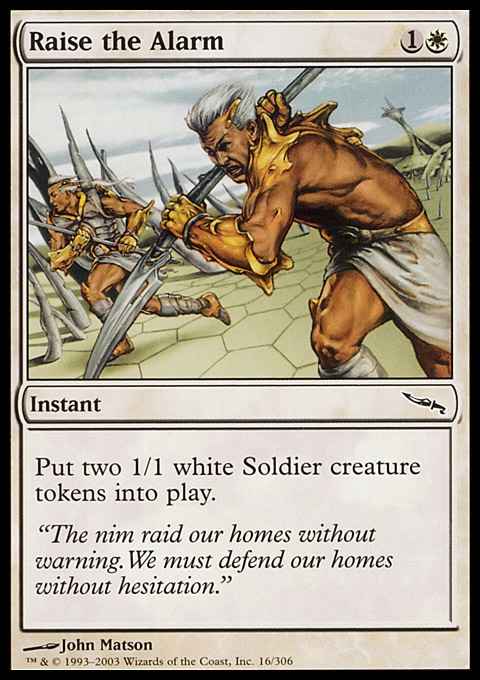 Raise the Alarm 1
Instant
Put two 1/1 white Soldier creature
tokens into play.
“The nim raid our homes without
warning. We must defend our homes
without hesitation.”
John Matson
™ & © 1993–2003 Wizards of the Coast, Inc. 16/306